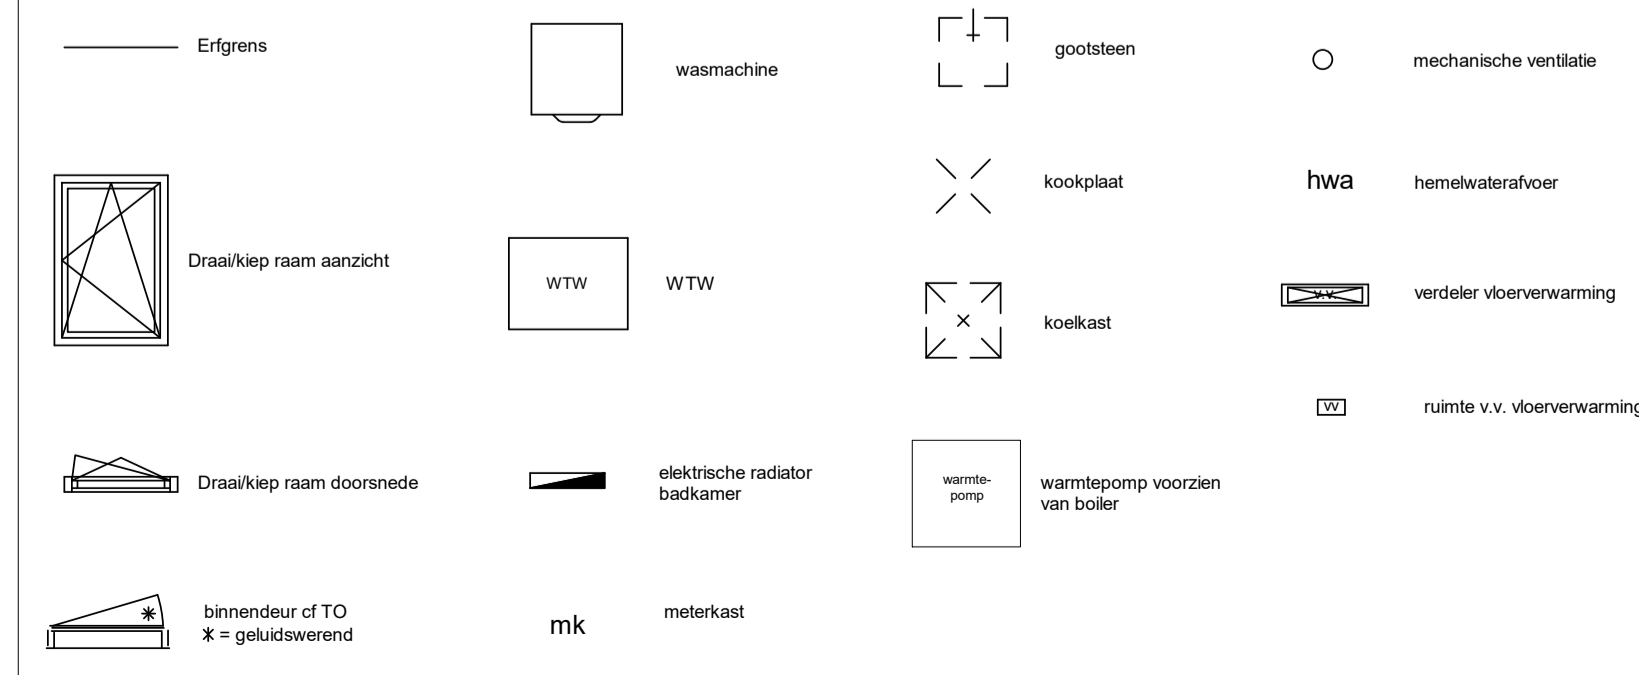 Erfgrens
Draai/kiep raam aanzicht
Draai/kiep raam doorsnede
binnendeur cf TO
* = geluidswerend
wasmachine
WTW
WTW
elektrische radiator
badkamer
mk
meterkast
gootsteen
kookplaat
koelkast
warmte-
pomp
warmtepomp voorzien
van boiler
mechanische ventilatie
hwa
hemelwaterafvoer
v.v.
verdeler vloerverwarming
vv
ruimte v.v. vloerverwarming